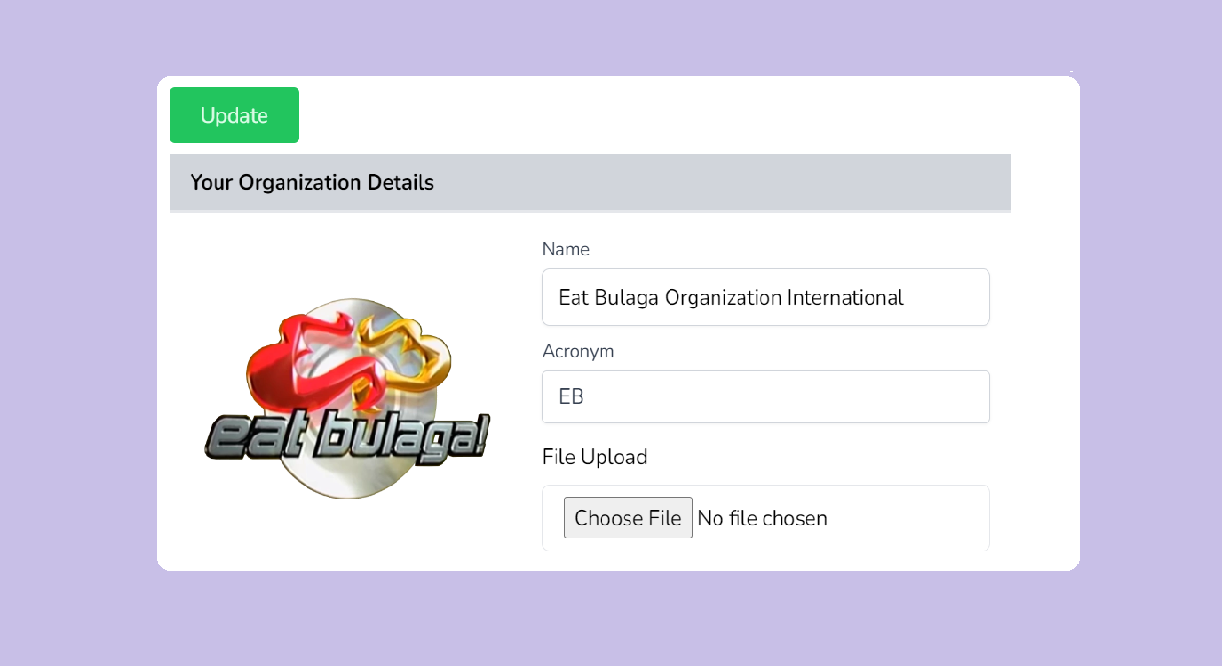 Update
Your Organization Details
Name
Eat Bulaga Organization International
Acronym
EB
eat bulaga!
File Upload
Choose File No file chosen